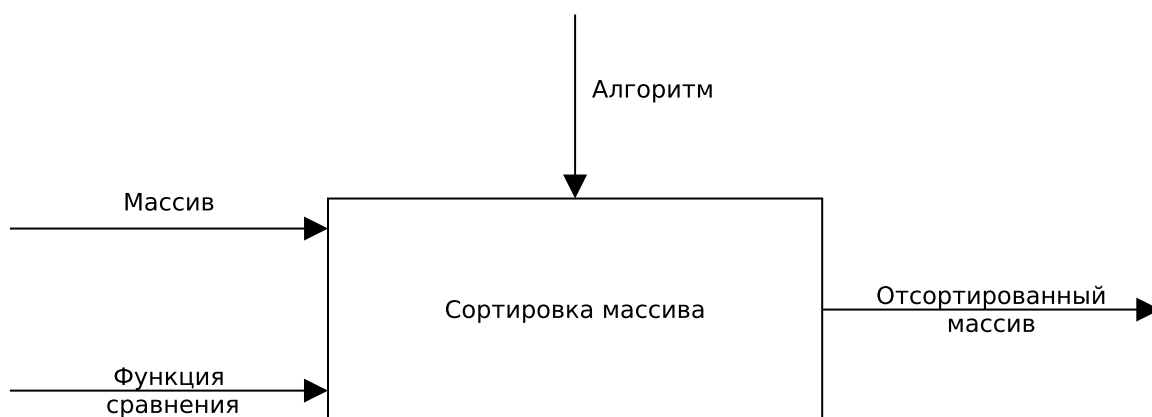 Алгоритм
Массив
Сортировка массива
Отсортированный
массив
Функция
сравнения